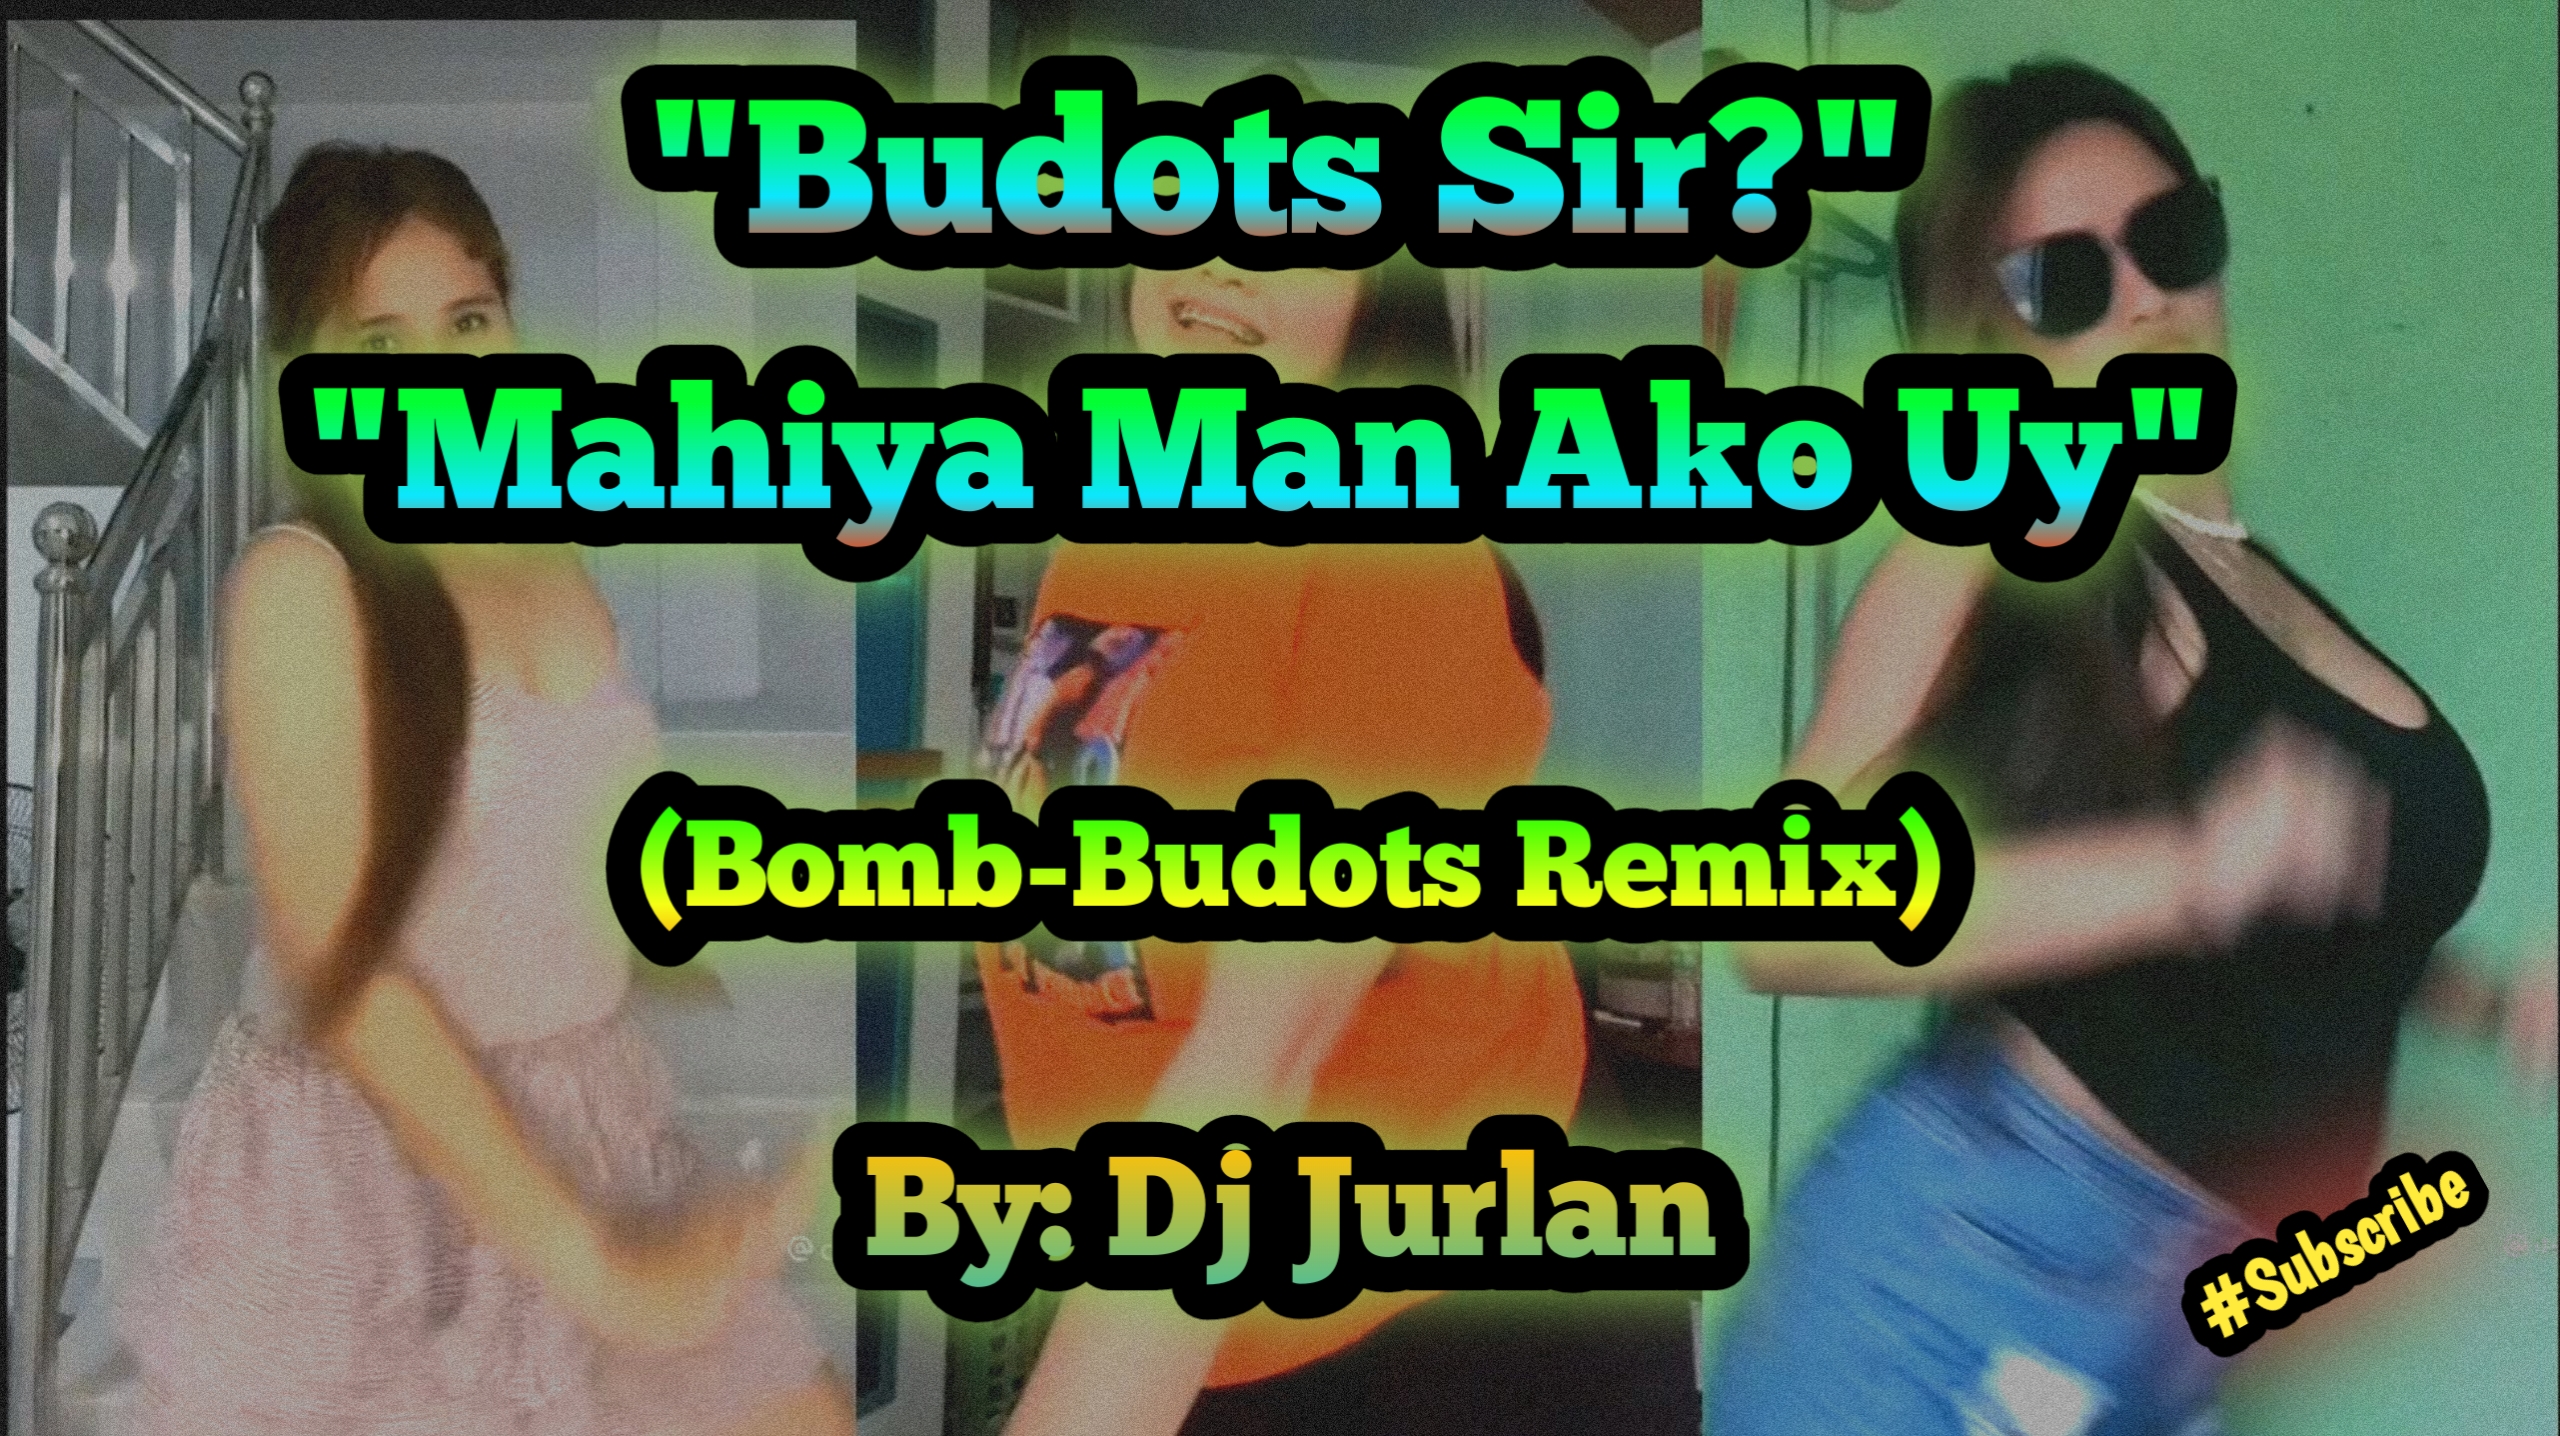 "Budots Sir?"
"Mahiya Man Ako Uy"
(Bomb-Budots Remix)
By: Dj Jurlan
#Subscribe